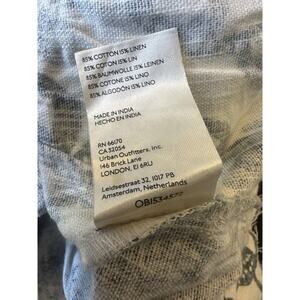 85% COTTON 15% LINEN
85% COTON 15% LIN
85% BAUMWOLLE 15% LEINEN
85% COTONE 15% LINO
85% ALGODÓN 15% LINO
MADE IN INDIA
HECHO EN INDIA
RN 66170
CA 32054
Urban Outfitters, Inc.
146 Brick Lane
LONDON, E1 6RU
Leidsestraat 32, 1017 PB
Amsterdam, Netherlands